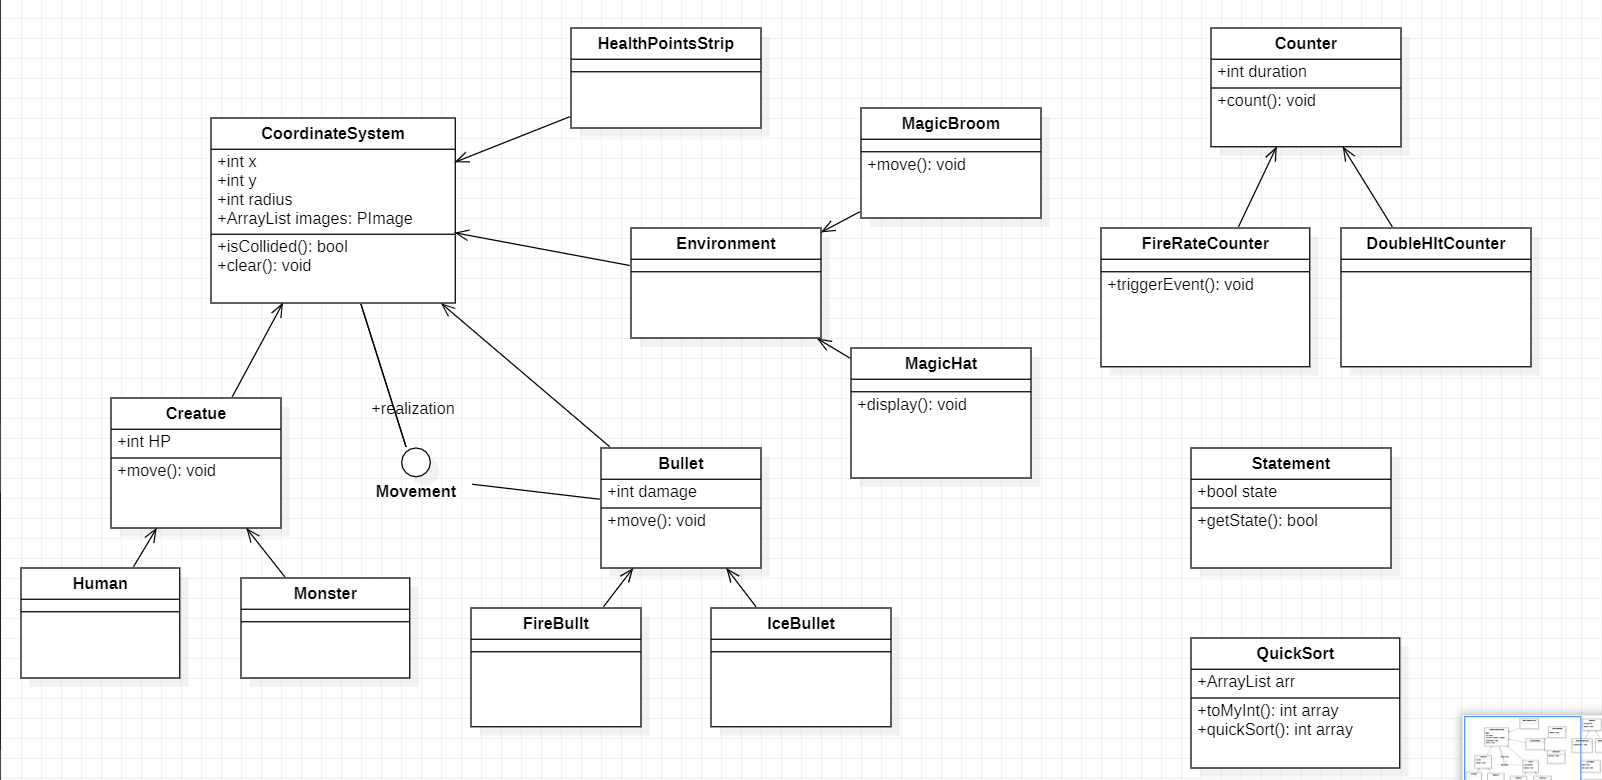 HealthPointsStrip
Counter
+int duration
+count(): void
CoordinateSystem
+int x
+int y
+int radius
+ArrayList images: PImage
+isCollided(): bool
+clear(): void
MagicBroom
+move(): void
Environment
FireRateCounter
+triggerEvent(): void
DoubleHItCounter
MagicHat
+display(): void
+realization
Creatue
+int HP
+move(): void
Movement
Bullet
+int damage
+move(): void
Statement
+bool state
+getState(): bool
Human
Monster
FireBullt
IceBullet
QuickSort
+ArrayList arr
+toMyInt(): int array
+quickSort(): int array